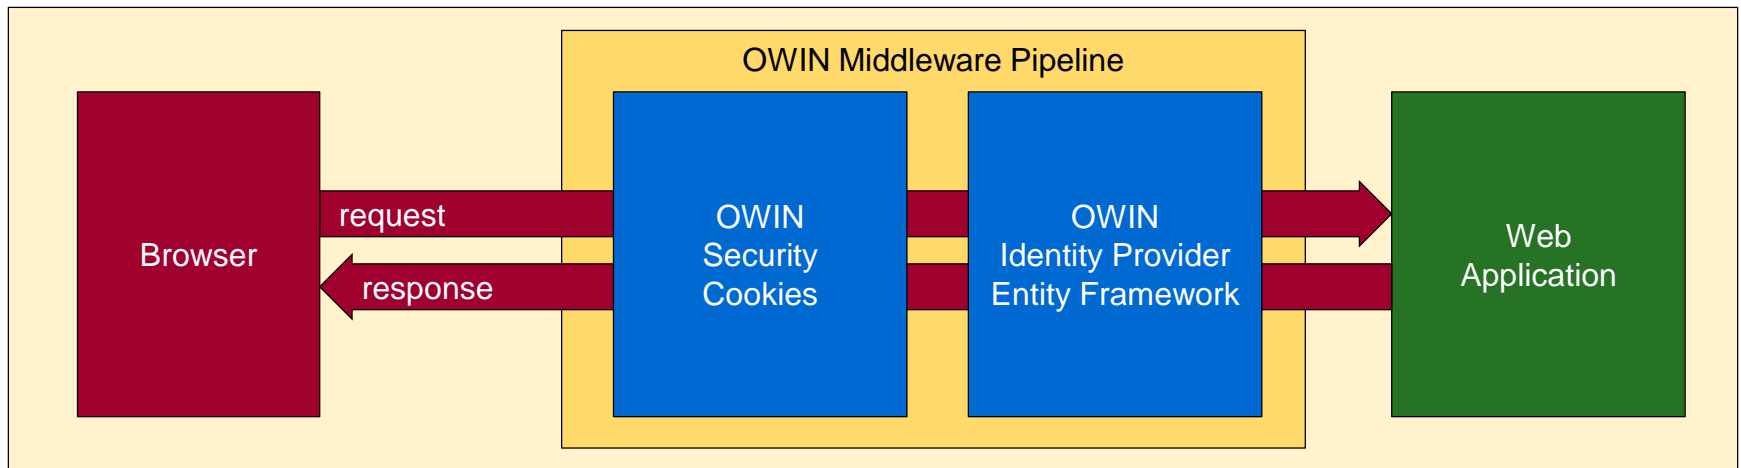 OWIN Middleware Pipeline
Browser
request
response
OWIN
Security
Cookies
OWIN
Identity Provider
Entity Framework
Web
Application